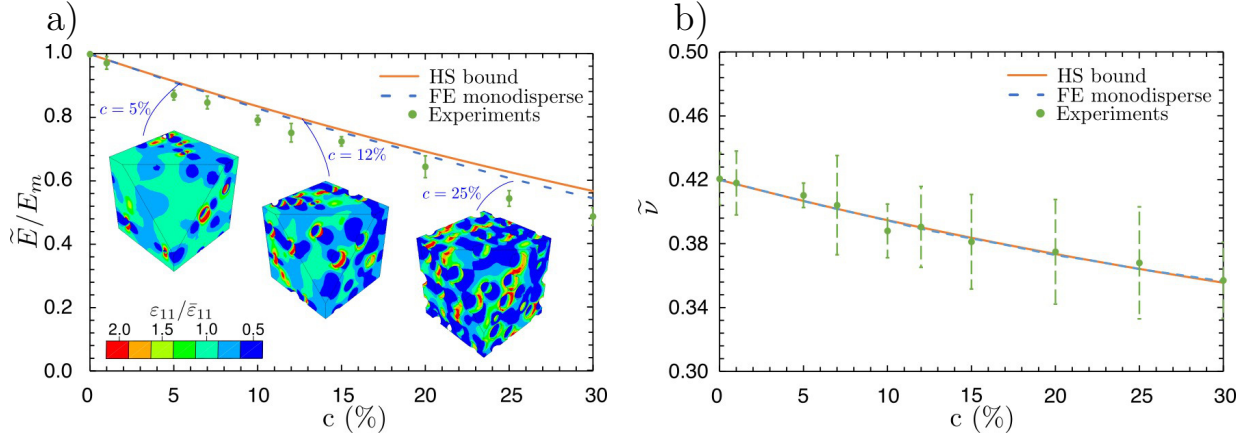 a)
1.0
0.8
0.6
0.4
0.2
0.0
Ẽ/Eₘ
HS bound
FE monodisperse
Experiments
c = 5%
c = 12%
c = 25%
ε₁₁/ε̄₁₁
2.0 1.5 1.0 0.5
0 5 10 15 20 25 30
c (%)
b)
0.50
0.46
0.42
0.38
0.34
0.30
ν̃
HS bound
FE monodisperse
Experiments
0 5 10 15 20 25 30
c (%)